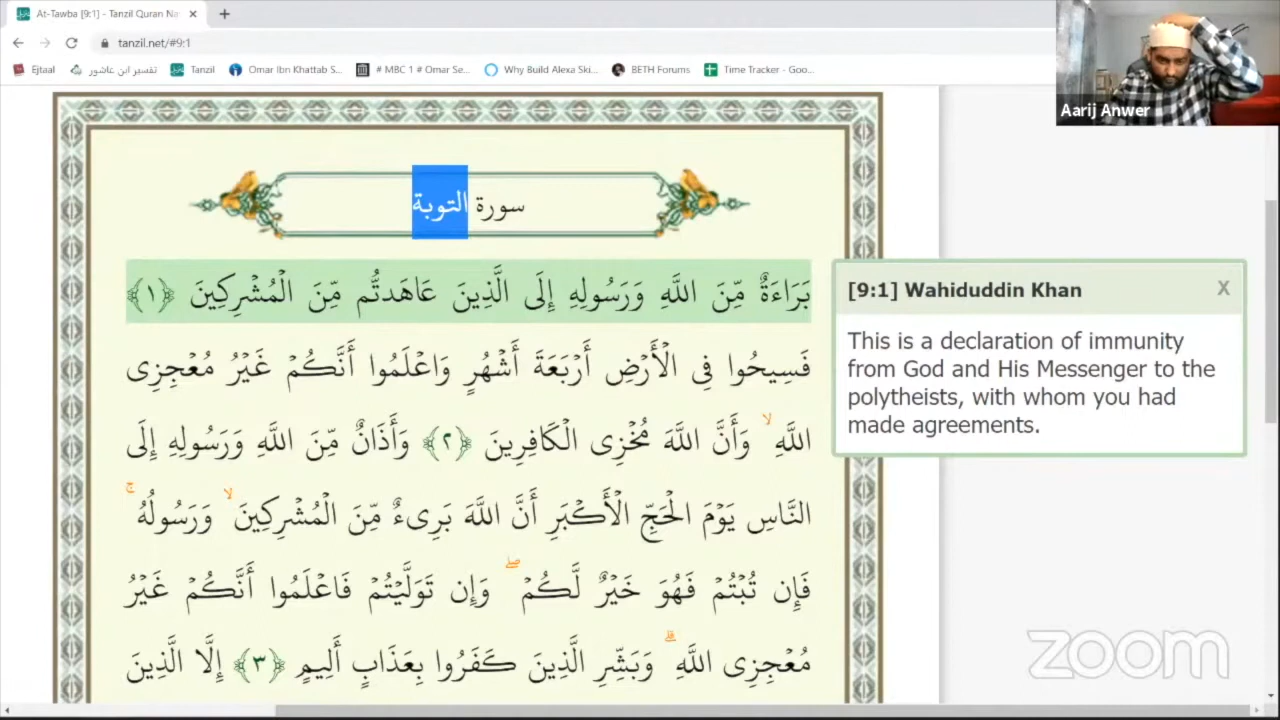 At-Tawba [9:1] - Tanzil Quran Na
tanzil.net/#9:1
Ejtaal
تفسير ابن عاشور
Tanzil
Omar Ibn Khattab S...
# MBC 1 # Omar Se...
Why Build Alexa Ski...
BETH Forums
Time Tracker - Goo...
Aarij Anwer
سورة التوبة
بَرَاءَةٌ مِّنَ اللَّهِ وَرَسُولِهِ إِلَى الَّذِينَ عَاهَدتُّم مِّنَ الْمُشْرِكِينَ ﴿١﴾
فَسِيحُوا فِى الْأَرْضِ أَرْبَعَةَ أَشْهُرٍ وَاعْلَمُوا أَنَّكُمْ غَيْرُ مُعْجِزِى
اللَّهِ ۙ وَأَنَّ اللَّهَ مُخْزِى الْكَافِرِينَ ﴿٢﴾ وَأَذَانٌ مِّنَ اللَّهِ وَرَسُولِهِ إِلَى
النَّاسِ يَوْمَ الْحَجِّ الْأَكْبَرِ أَنَّ اللَّهَ بَرِىءٌ مِّنَ الْمُشْرِكِينَ ۙ وَرَسُولُهُ ۚ
فَإِن تُبْتُمْ فَهُوَ خَيْرٌ لَّكُمْ ۖ وَإِن تَوَلَّيْتُمْ فَاعْلَمُوا أَنَّكُمْ غَيْرُ
مُعْجِزِى اللَّهِ ۗ وَبَشِّرِ الَّذِينَ كَفَرُوا بِعَذَابٍ أَلِيمٍ ﴿٣﴾ إِلَّا الَّذِينَ
[9:1] Wahiduddin Khan
X
This is a declaration of immunity
from God and His Messenger to the
polytheists, with whom you had
made agreements.
zoom